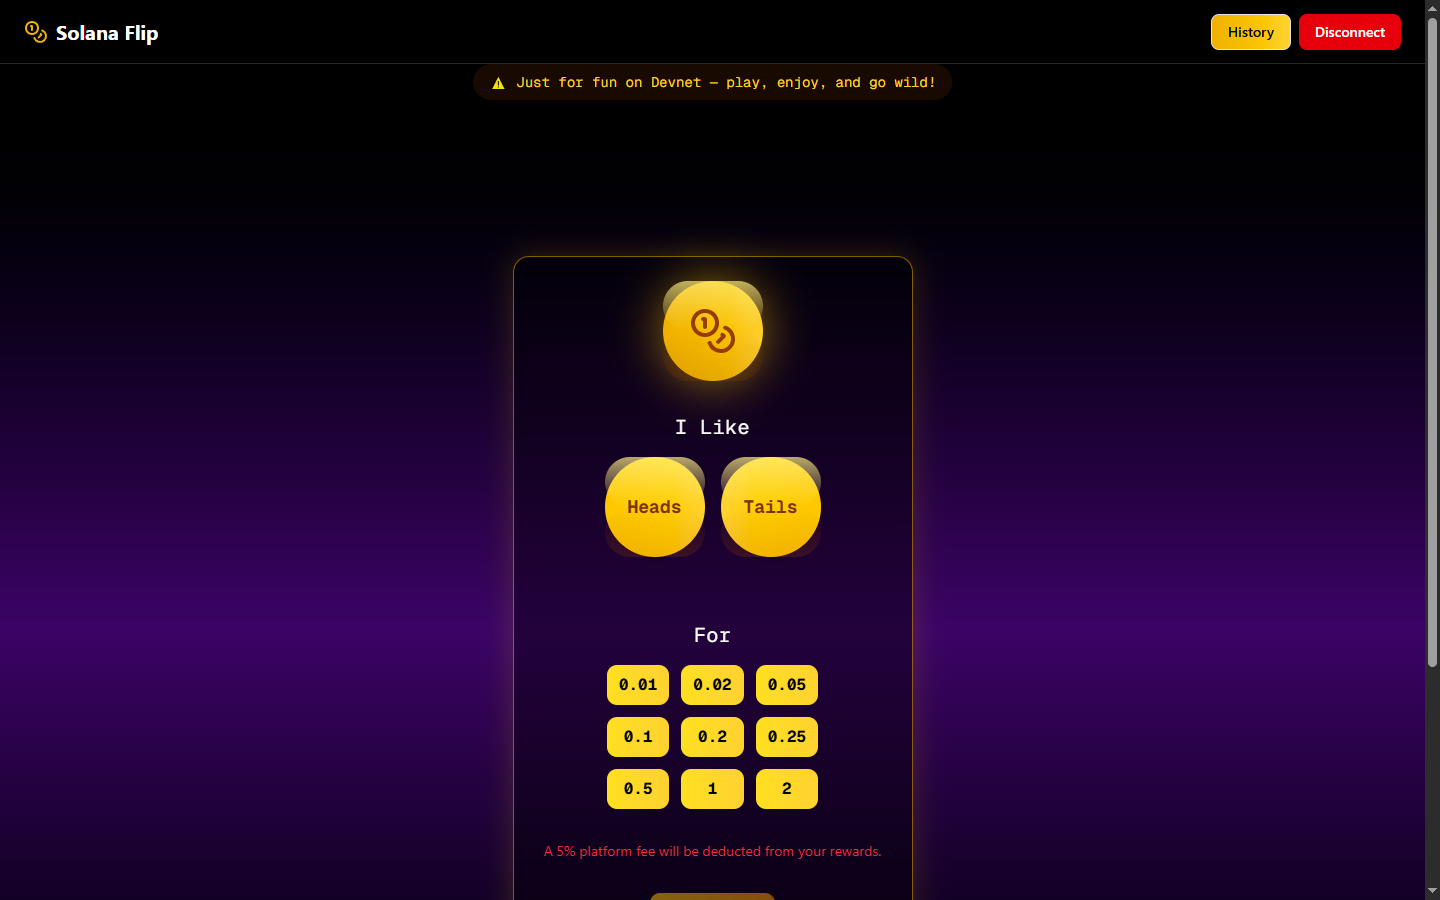 Solana Flip
History
Disconnect
⚠ Just for fun on Devnet — play, enjoy, and go wild!
I Like
Heads
Tails
For
0.01 0.02 0.05
0.1 0.2 0.25
0.5 1 2
A 5% platform fee will be deducted from your rewards.